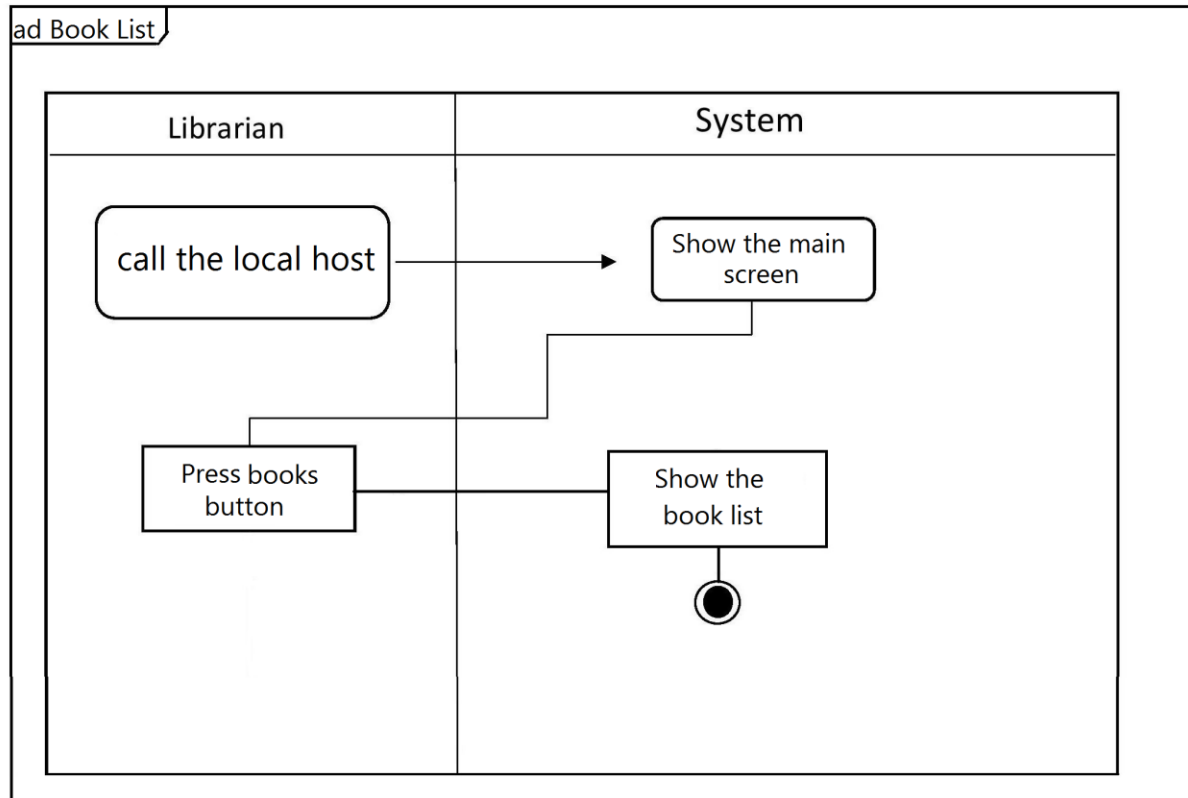 ad Book List
Librarian
System
call the local host
Show the main
screen
Press books
button
Show the
book list